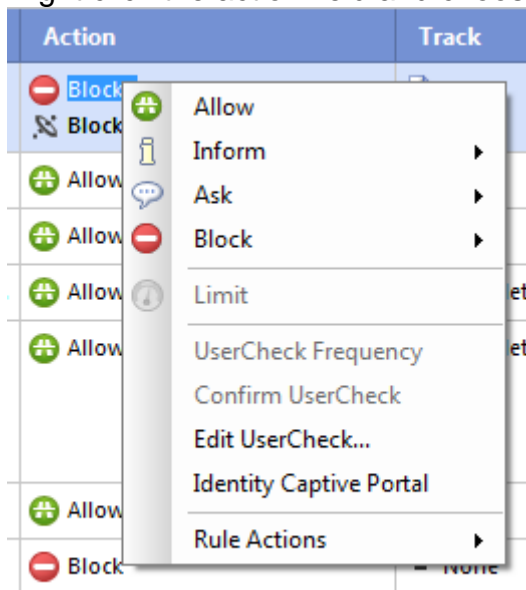 Action Track
Block
Block
Allow
Inform
Ask
Block
Limit
UserCheck Frequency
Confirm UserCheck
Edit UserCheck...
Identity Captive Portal
Rule Actions
Allow
Allow
Allow
Allow
Allow
Block
None